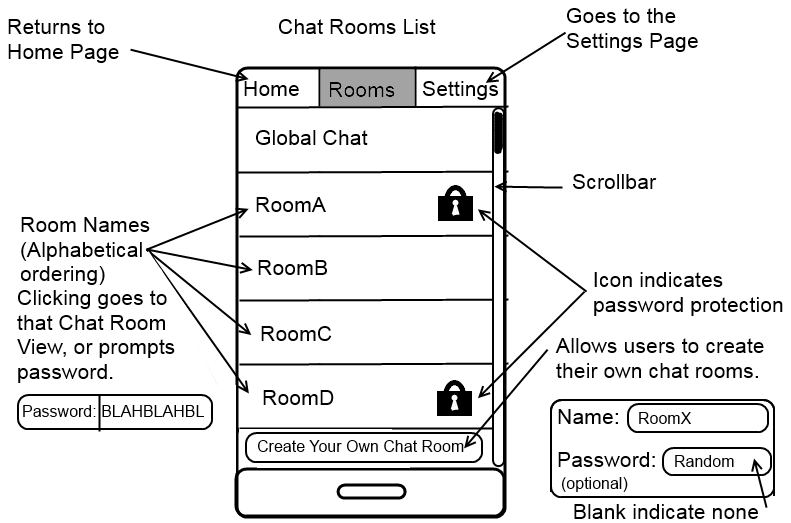 Returns to
Home Page
Chat Rooms List
Goes to the
Settings Page
Home
Rooms
Settings
Global Chat
Scrollbar
RoomA
Room Names
(Alphabetical
ordering)
Clicking goes to
that Chat Room
View, or prompts
password.
RoomB
Icon indicates
password protection
RoomC
Allows users to create
their own chat rooms.
RoomD
Password: BLAHBLAHBL
Create Your Own Chat Room
Name: RoomX
Password: Random
(optional)
Blank indicate none